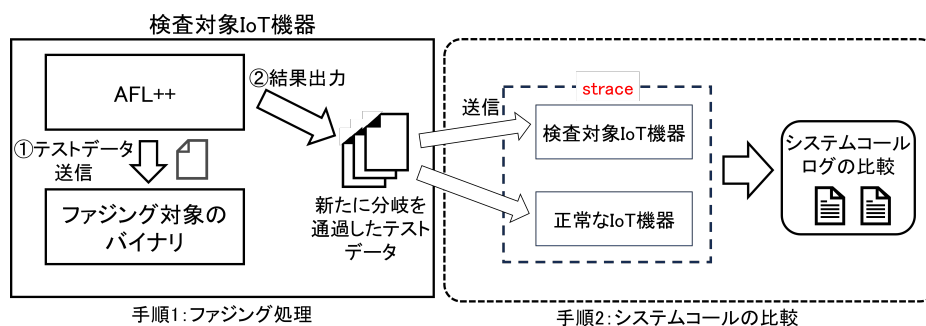 検査対象IoT機器
AFL++
②結果出力
①テストデータ
送信
ファジング対象の
バイナリ
新たに分岐を
通過したテスト
データ
手順1:ファジング処理
送信
strace
検査対象IoT機器
正常なIoT機器
システムコール
ログの比較
手順2:システムコールの比較